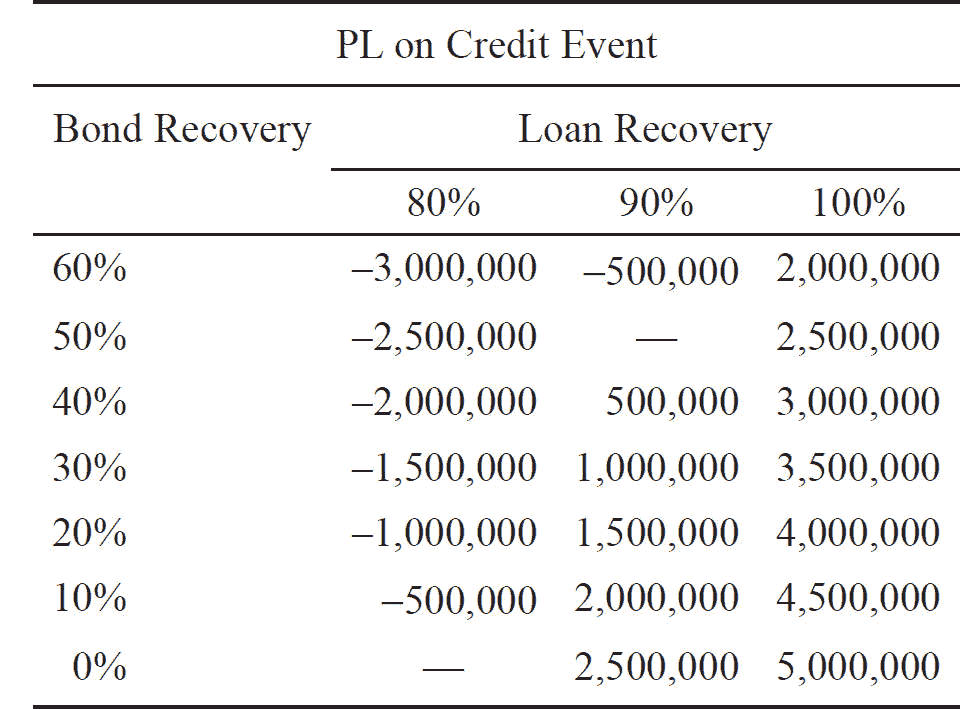 PL on Credit Event
Bond Recovery Loan Recovery
80% 90% 100%
60% –3,000,000 –500,000 2,000,000
50% –2,500,000 — 2,500,000
40% –2,000,000 500,000 3,000,000
30% –1,500,000 1,000,000 3,500,000
20% –1,000,000 1,500,000 4,000,000
10% –500,000 2,000,000 4,500,000
0% — 2,500,000 5,000,000